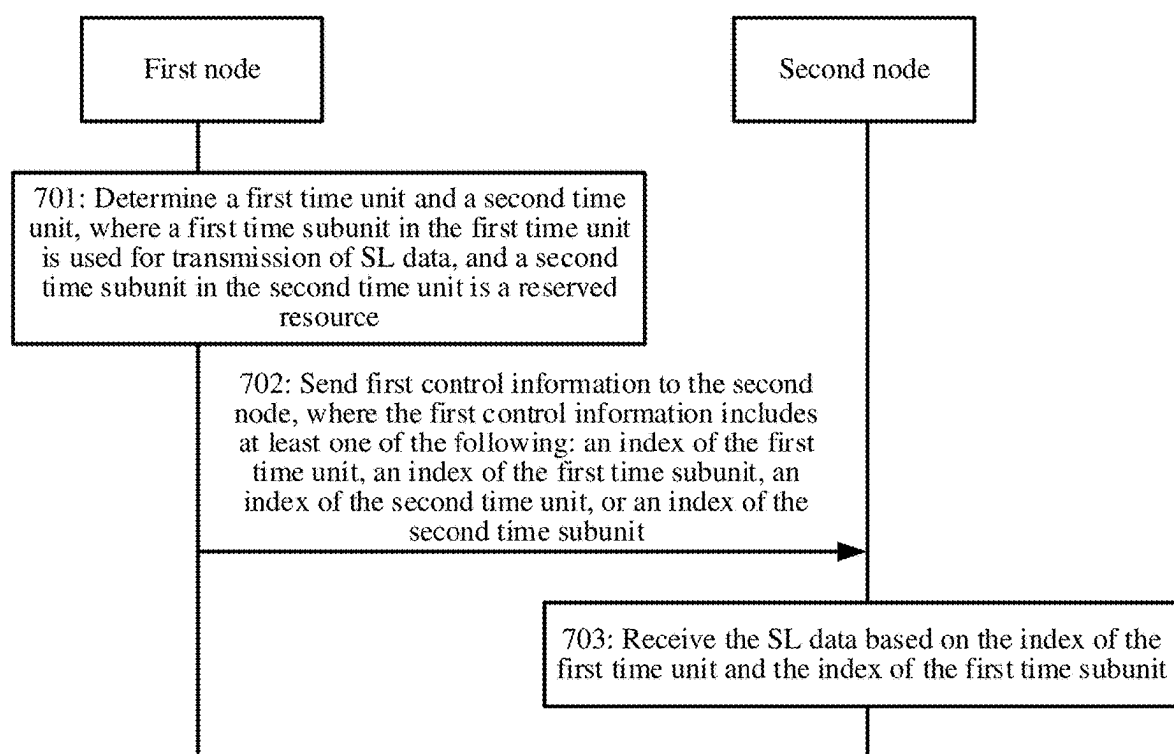 First node
Second node
701: Determine a first time unit and a second time
unit, where a first time subunit in the first time unit
is used for transmission of SL data, and a second
time subunit in the second time unit is a reserved
resource
702: Send first control information to the second
node, where the first control information includes
at least one of the following: an index of the first
time unit, an index of the first time subunit, an
index of the second time unit, or an index of the
second time subunit
703: Receive the SL data based on the index of the
first time unit and the index of the first time subunit